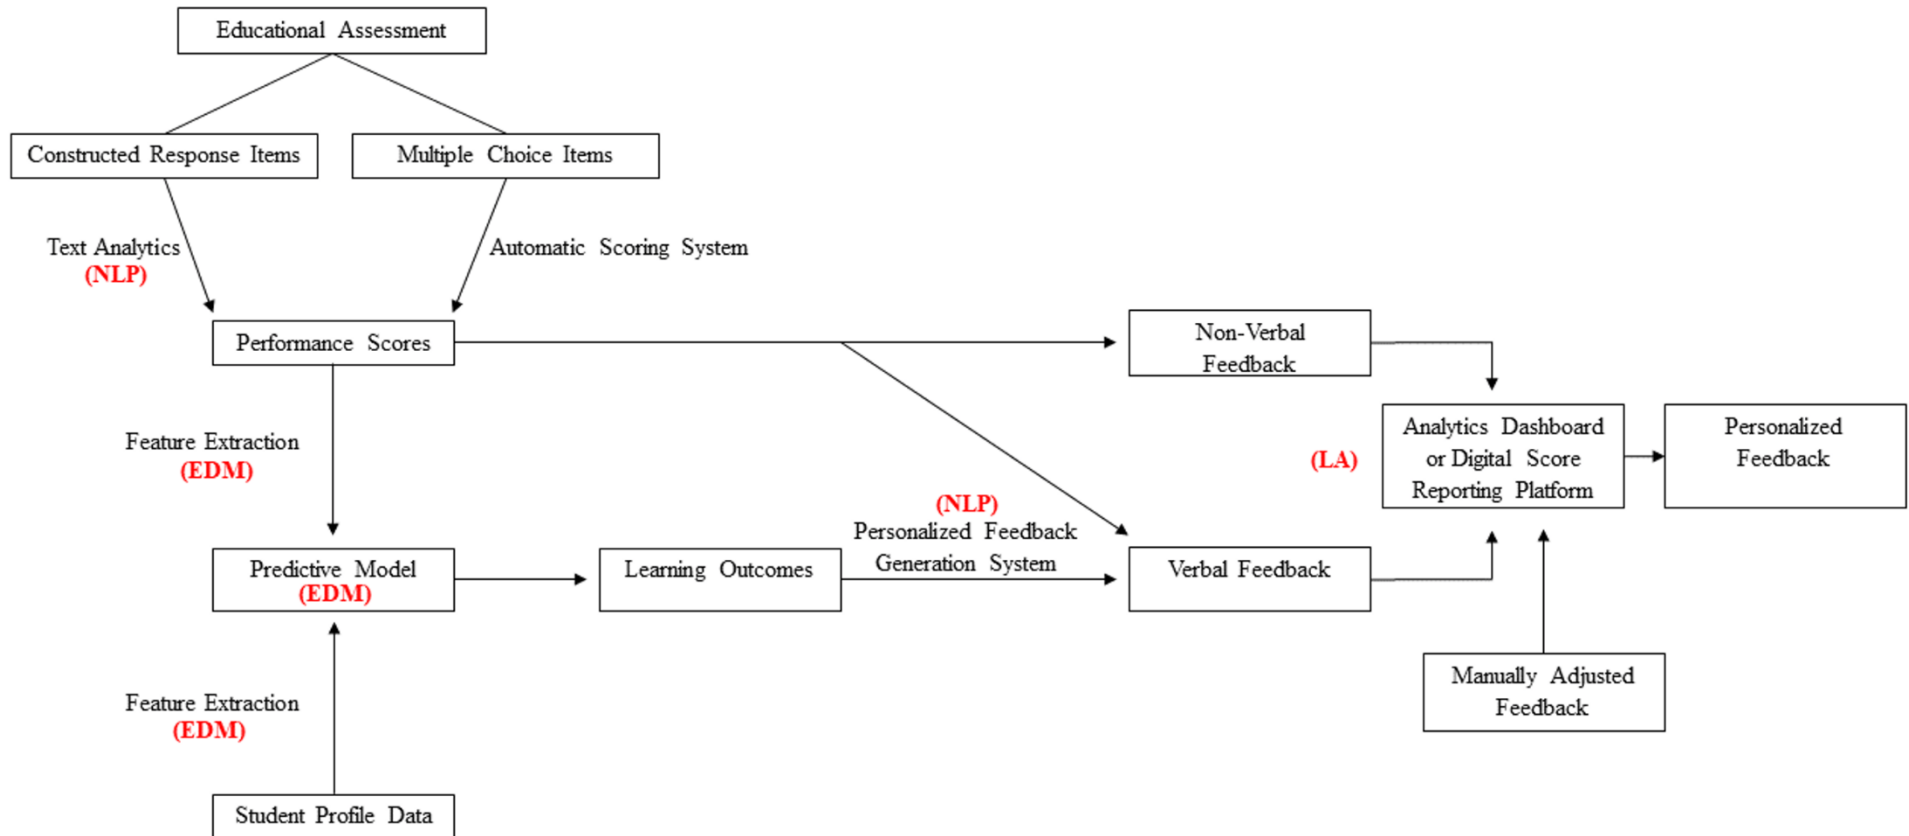 Educational Assessment
Constructed Response Items
Multiple Choice Items
Text Analytics
(NLP)
Automatic Scoring System
Performance Scores
Non-Verbal
Feedback
Feature Extraction
(EDM)
Analytics Dashboard
or Digital Score
Reporting Platform
(LA)
Personalized
Feedback
(NLP)
Personalized Feedback
Generation System
Predictive Model
(EDM)
Learning Outcomes
Verbal Feedback
Manually Adjusted
Feedback
Feature Extraction
(EDM)
Student Profile Data